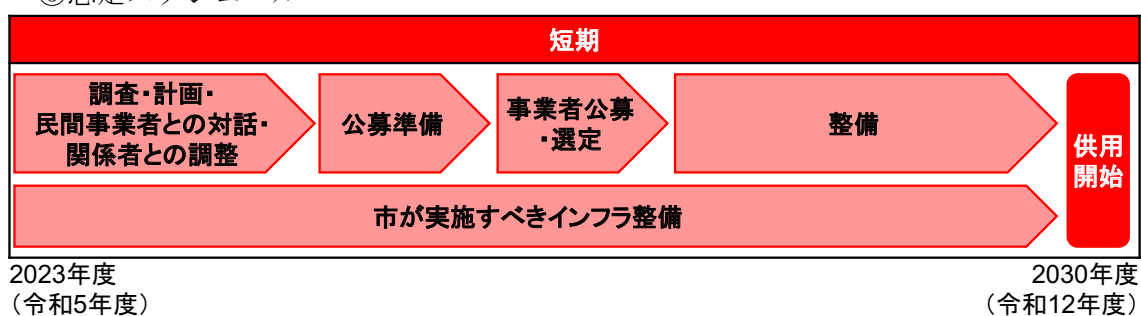 短期
調査・計画・
民間事業者との対話・
関係者との調整
公募準備
事業者公募
・選定
整備
供用
開始
市が実施すべきインフラ整備
2023年度
（令和5年度）
2030年度
（令和12年度）